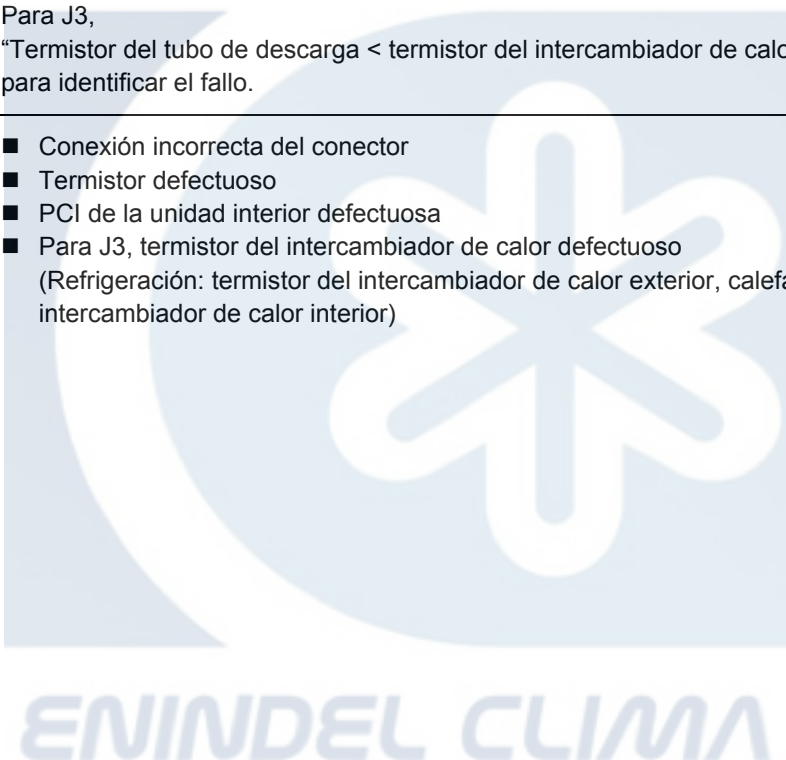 Para J3,
“Termistor del tubo de descarga < termistor del intercambiador de calo
para identificar el fallo.
■ Conexión incorrecta del conector
■ Termistor defectuoso
■ PCI de la unidad interior defectuosa
■ Para J3, termistor del intercambiador de calor defectuoso
(Refrigeración: termistor del intercambiador de calor exterior, calefa
intercambiador de calor interior)
ENINDEL CLIMA